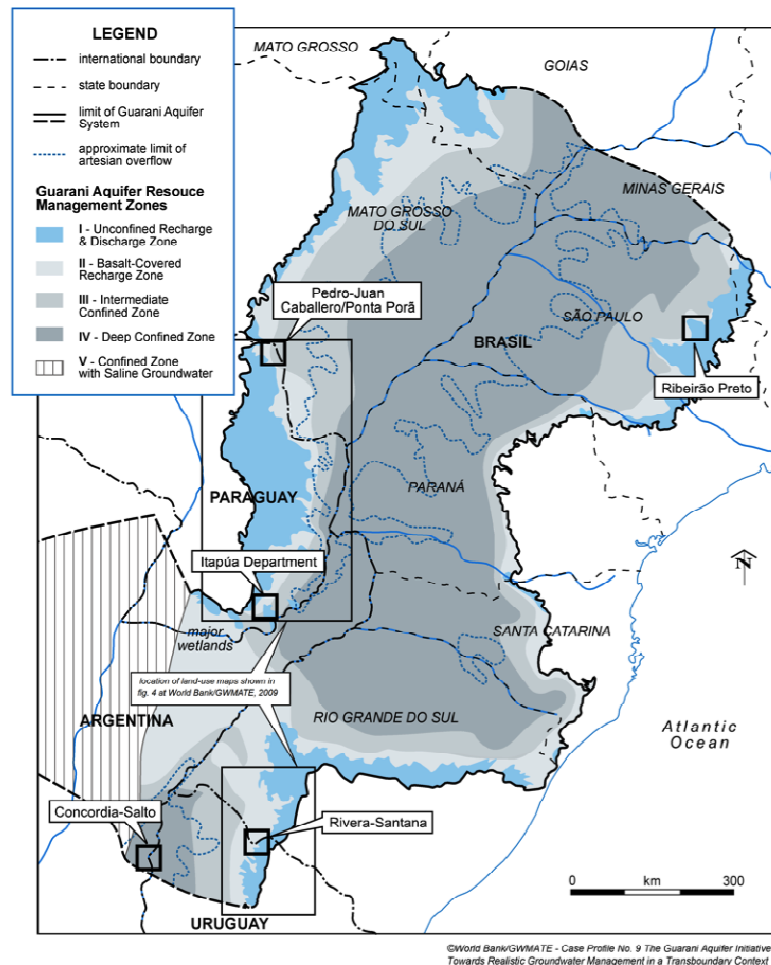 LEGEND
international boundary
state boundary
limit of Guarani Aquifer
System
approximate limit of
artesian overflow
Guarani Aquifer Resouce
Management Zones
I - Unconfined Recharge
& Discharge Zone
II - Basalt-Covered
Recharge Zone
III - Intermediate
Confined Zone
IV - Deep Confined Zone
V - Confined Zone
with Saline Groundwater
MATO GROSSO
GOIAS
MINAS GERAIS
MATO GROSSO
DO SUL
Pedro-Juan
Caballero/Ponta Porã
SÃO PAULO
BRASIL
Ribeirão Preto
PARANÁ
PARAGUAY
Itapúa Department
N
SANTA CATARINA
major
wetlands
location of land-use maps shown in
fig. 4 at World Bank/GWMATE, 2009
ARGENTINA
RIO GRANDE DO SUL
Atlantic
Ocean
Concordia-Salto
Rivera-Santana
0 km 300
URUGUAY
©World Bank/GWMATE - Case Profile No. 9 The Guarani Aquifer Initiative
Towards Realistic Groundwater Management in a Transboundary Context